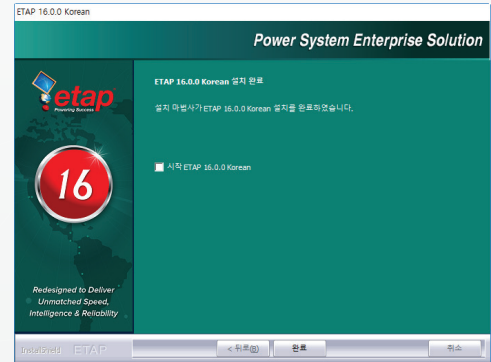 ETAP 16.0.0 Korean
Power System Enterprise Solution
etap
Powering Success
ETAP 16.0.0 Korean 설치 완료
설치 마법사가 ETAP 16.0.0 Korean 설치를 완료하였습니다.
시작 ETAP 16.0.0 Korean
16
Redesigned to Deliver
Unmatched Speed,
Intelligence & Reliability
InstallShield ETAP
< 뒤로(B)
완료
취소